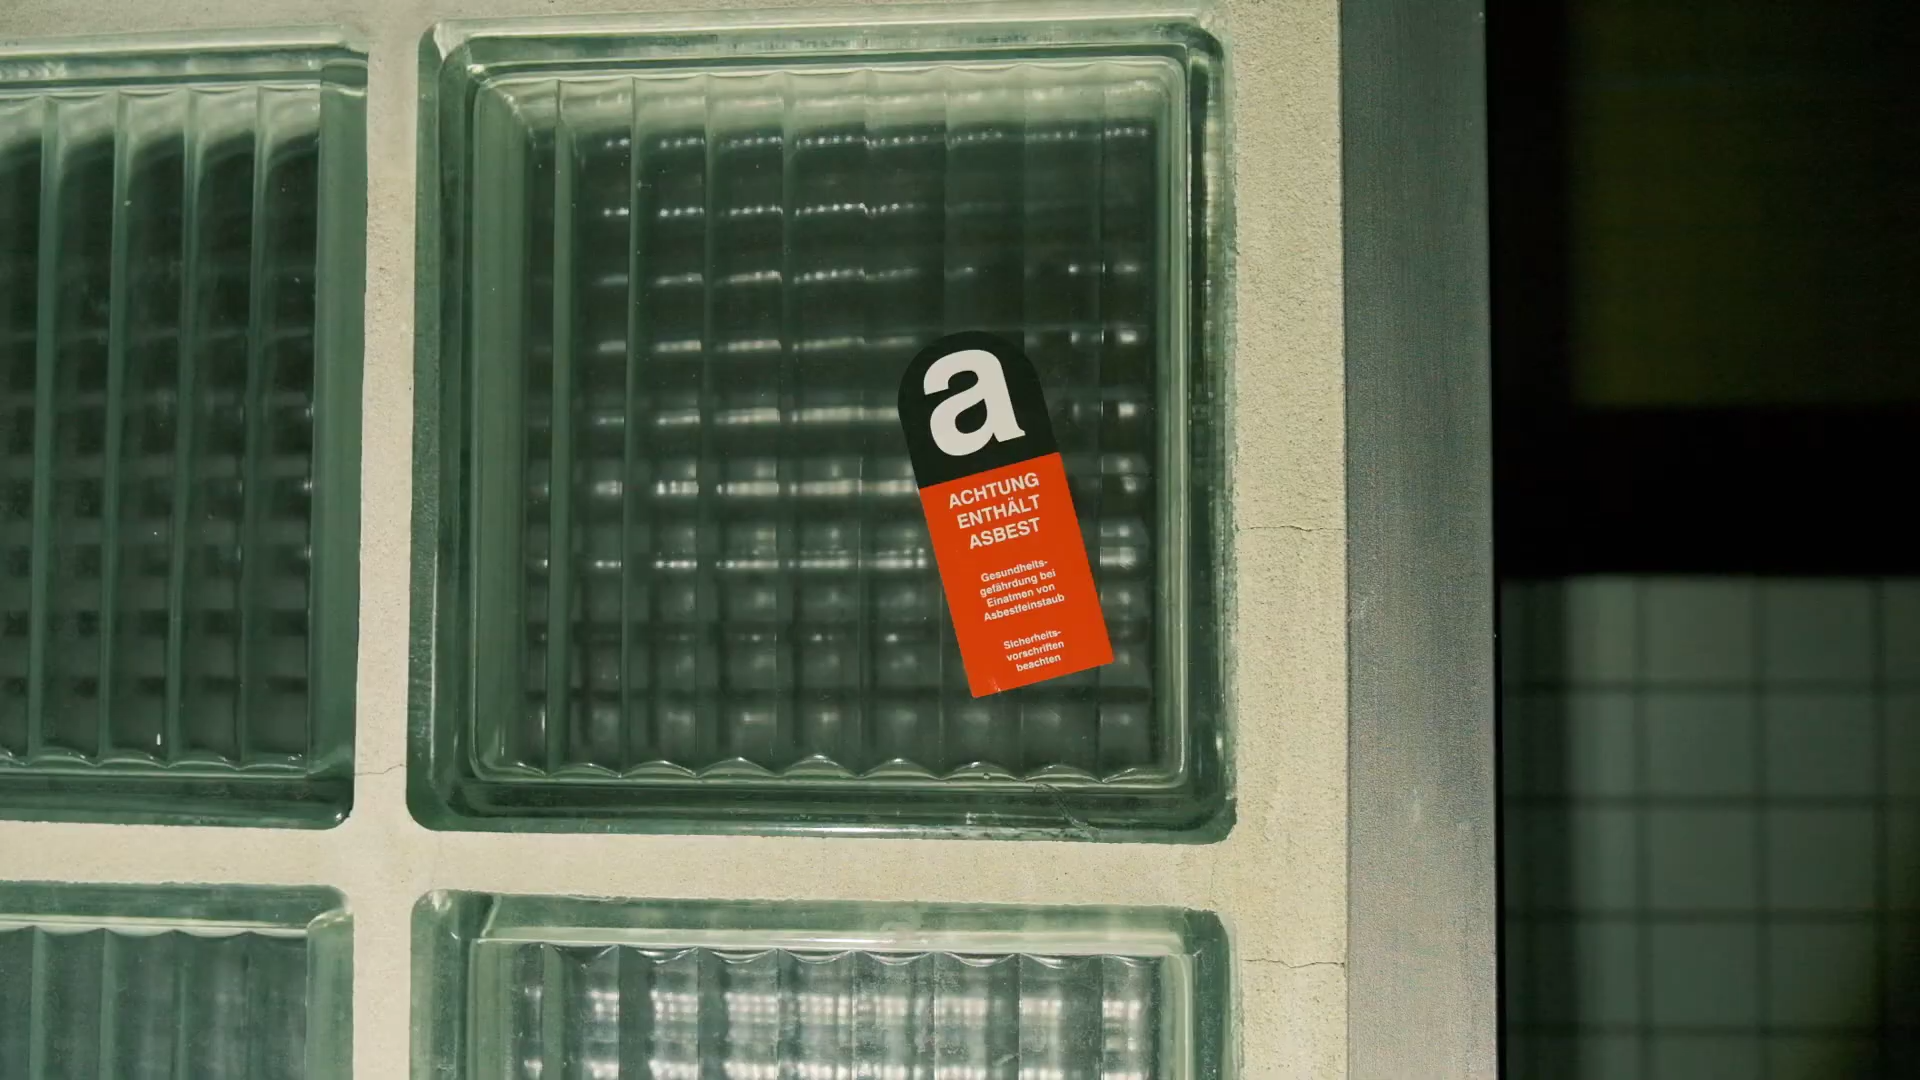 a
ACHTUNG
ENTHÄLT
ASBEST
Gesundheits-
gefährdung bei
Einatmen von
Asbestfeinstaub
Sicherheits-
vorschriften
beachten